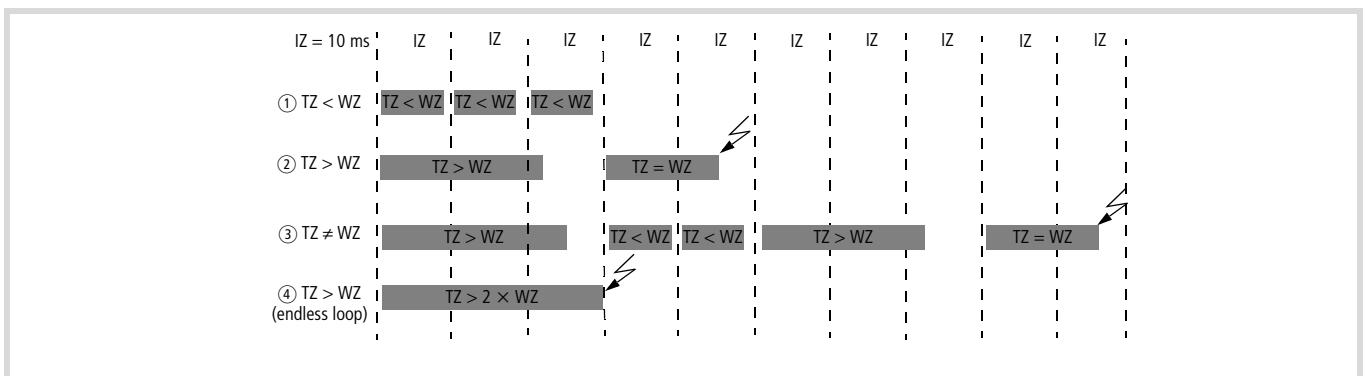 IZ = 10 ms IZ IZ IZ IZ IZ IZ IZ IZ IZ IZ
① TZ < WZ TZ < WZ TZ < WZ TZ < WZ
② TZ > WZ TZ > WZ TZ = WZ
③ TZ ≠ WZ TZ > WZ TZ < WZ TZ < WZ TZ > WZ TZ = WZ
④ TZ > WZ TZ > 2 × WZ
(endless loop)